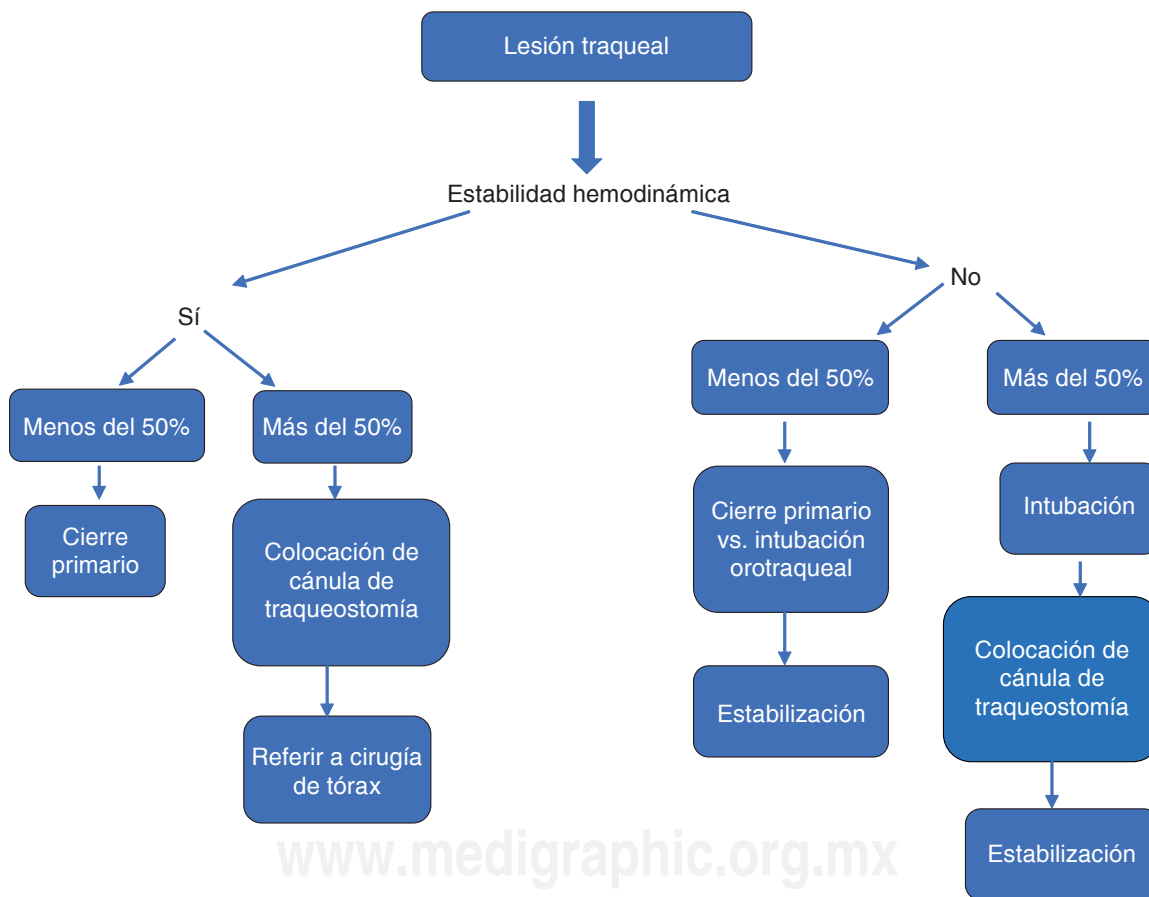 Lesión traqueal
Estabilidad hemodinámica
Sí
No
Menos del 50%
Más del 50%
Menos del 50%
Más del 50%
Cierre
primario
Colocación de
cánula de
traqueostomía
Referir a cirugía
de tórax
Cierre primario
vs. intubación
orotraqueal
Estabilización
Intubación
Colocación de
cánula de
traqueostomía
Estabilización
www.medigraphic.org.mx